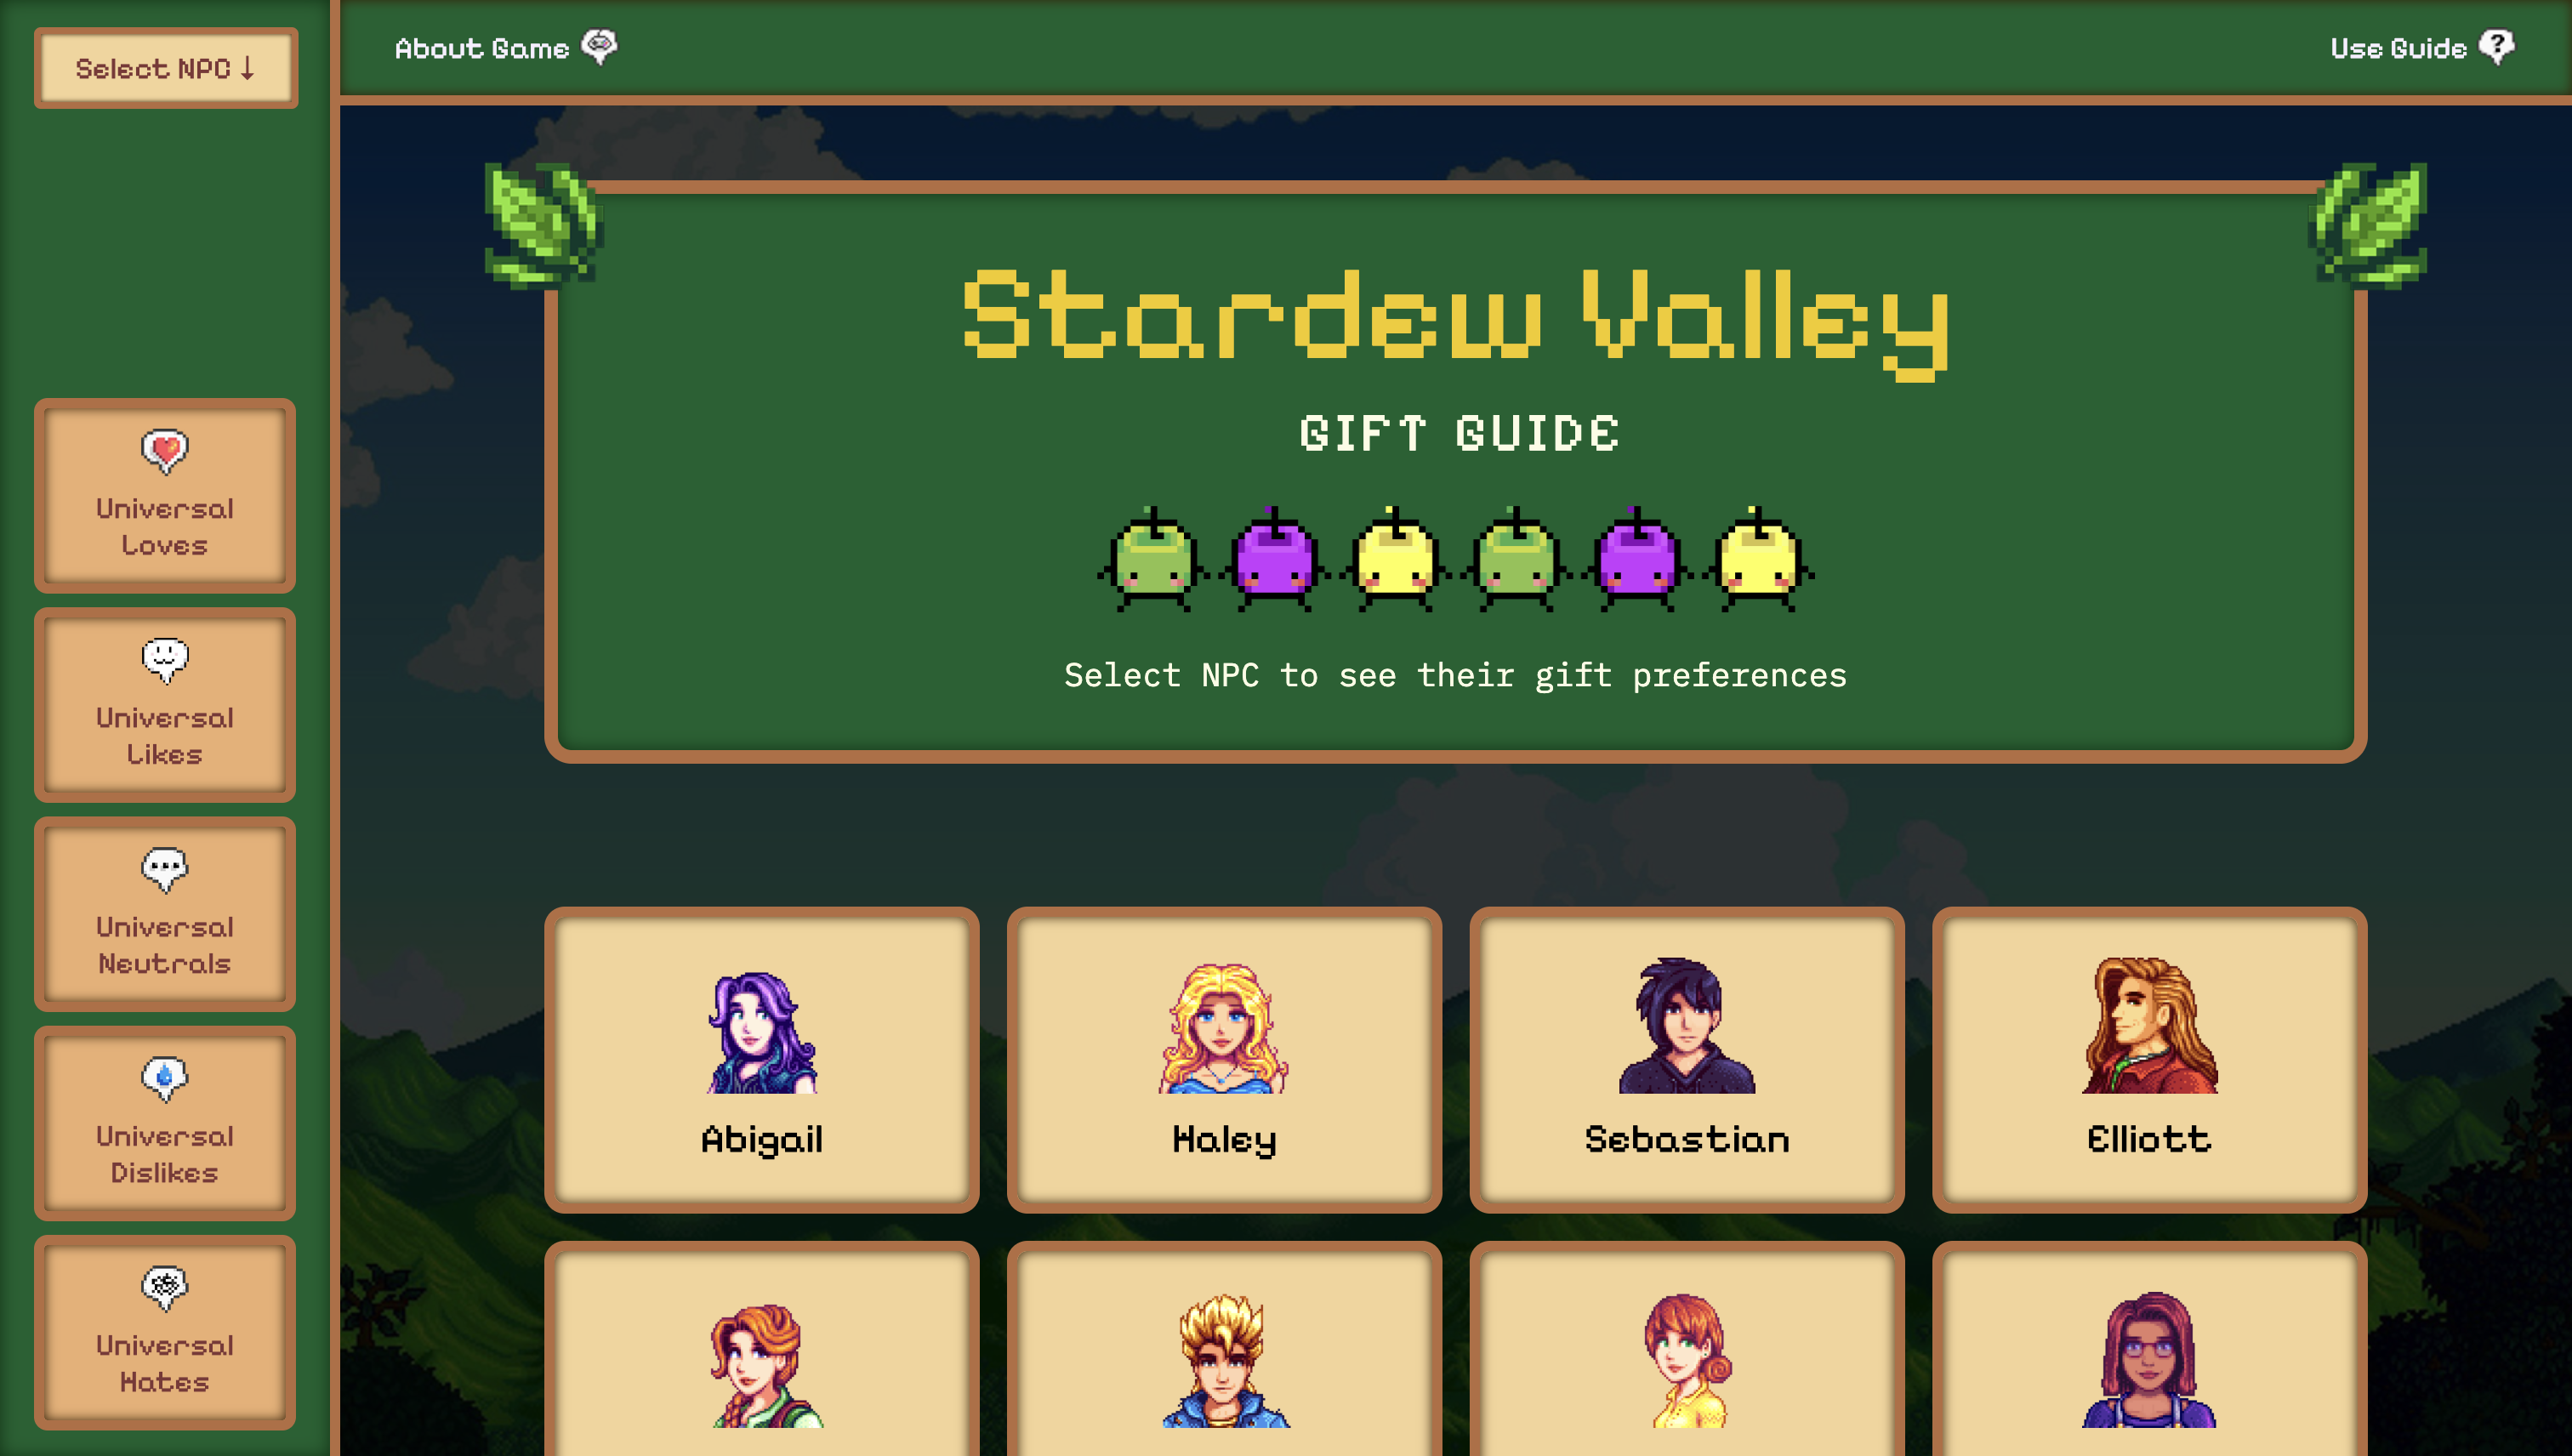 Select NPC ↓
About Game
Use Guide ?
Stardew Valley
GIFT GUIDE
Select NPC to see their gift preferences
Universal
Loves
Universal
Likes
Universal
Neutrals
Universal
Dislikes
Universal
Hates
Abigail
Haley
Sebastian
Elliott